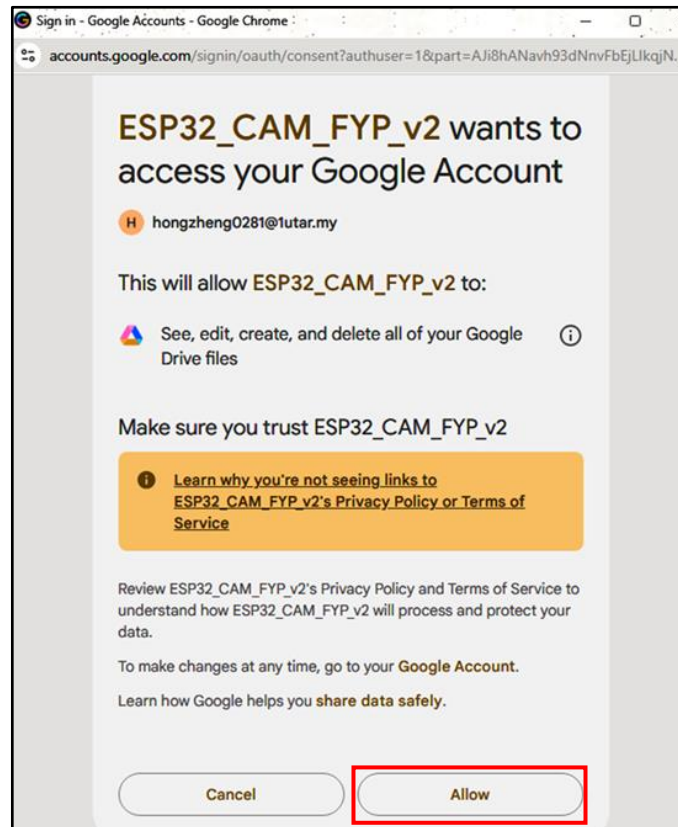 Sign in - Google Accounts - Google Chrome
accounts.google.com/signin/oauth/consent?authuser=1&part=AJi8hANavh93dNnvFbEjLIkqjN.
ESP32_CAM_FYP_v2 wants to
access your Google Account
H hongzheng0281@1utar.my
This will allow ESP32_CAM_FYP_v2 to:
See, edit, create, and delete all of your Google
Drive files
Make sure you trust ESP32_CAM_FYP_v2
Learn why you're not seeing links to
ESP32_CAM_FYP_v2's Privacy Policy or Terms of
Service
Review ESP32_CAM_FYP_v2's Privacy Policy and Terms of Service to
understand how ESP32_CAM_FYP_v2 will process and protect your
data.
To make changes at any time, go to your Google Account.
Learn how Google helps you share data safely.
Cancel Allow